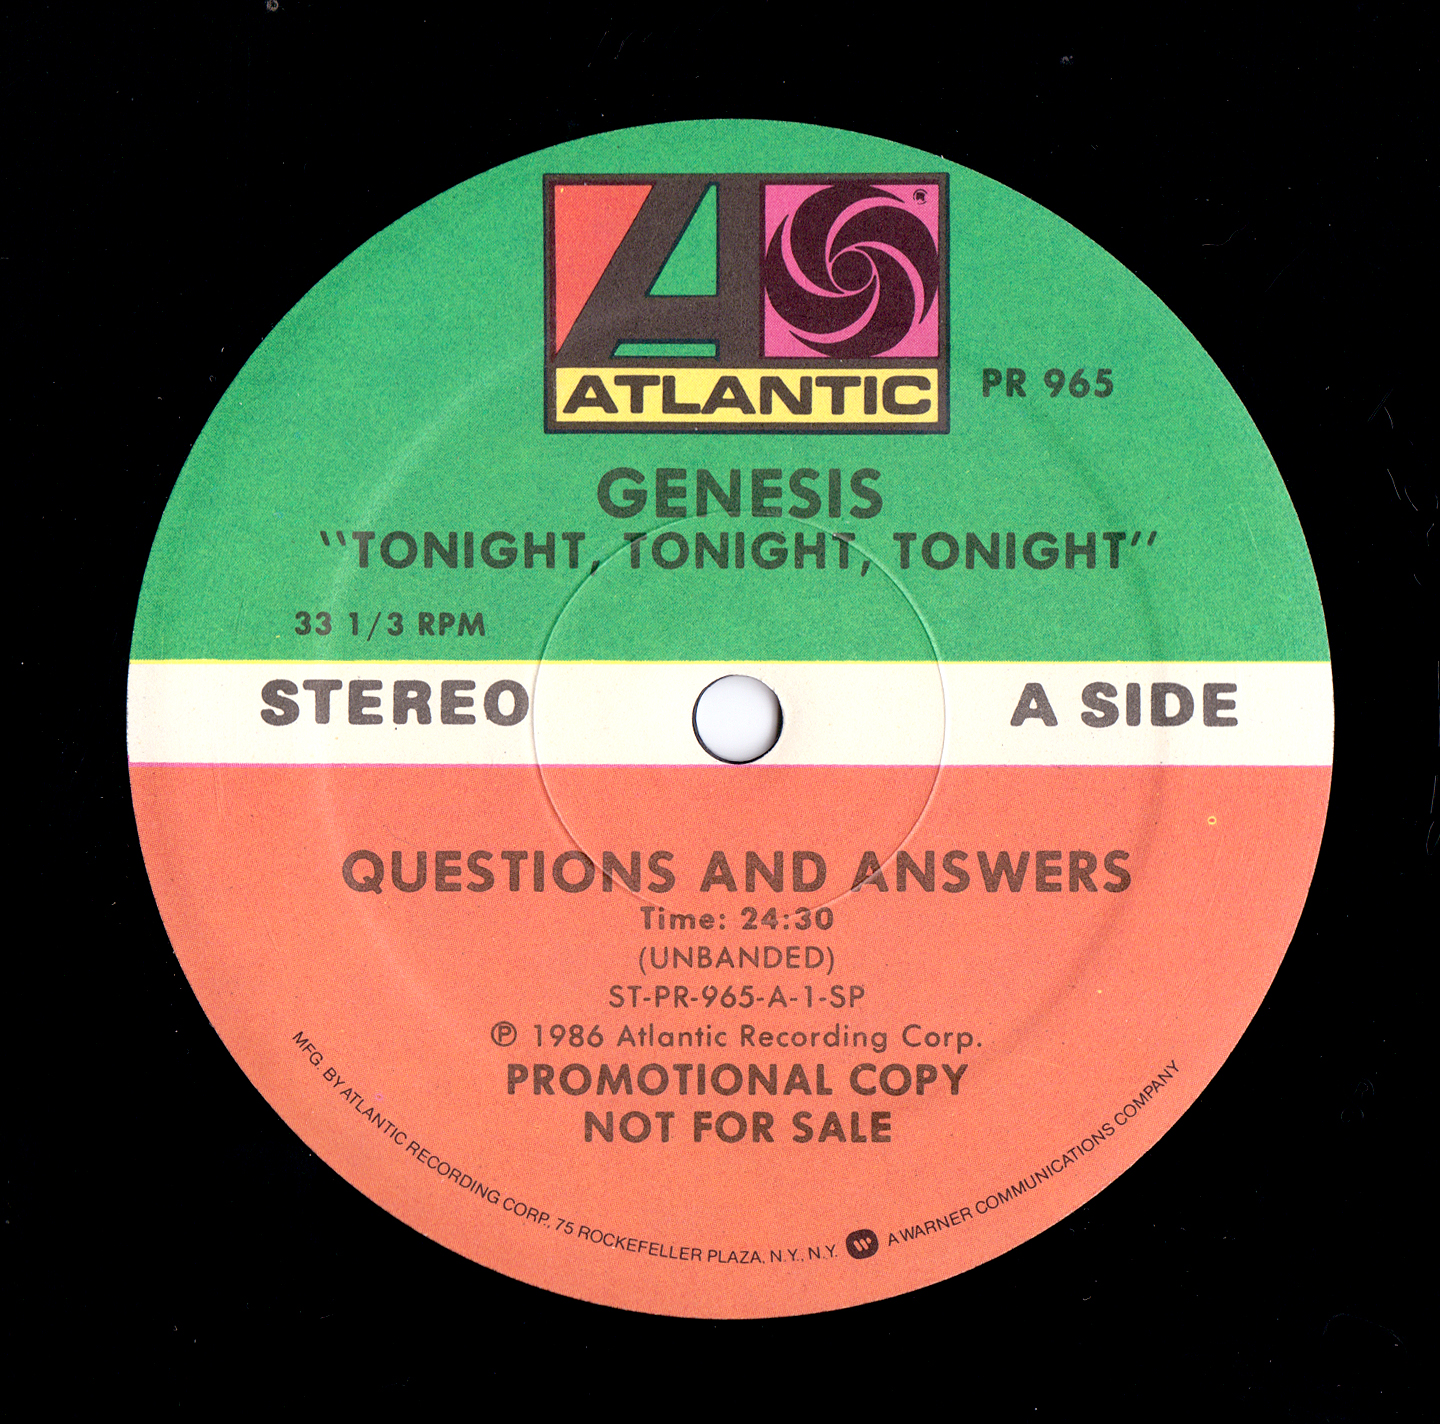 ATLANTIC
PR 965
GENESIS
"TONIGHT, TONIGHT, TONIGHT"
33 1/3 RPM
STEREO
A SIDE
QUESTIONS AND ANSWERS
Time: 24:30
(UNBANDED)
ST-PR-965-A-1-SP
℗ 1986 Atlantic Recording Corp.
PROMOTIONAL COPY
NOT FOR SALE
MFG. BY ATLANTIC RECORDING CORP., 75 ROCKEFELLER PLAZA, N.Y., N.Y. A WARNER COMMUNICATIONS COMPANY